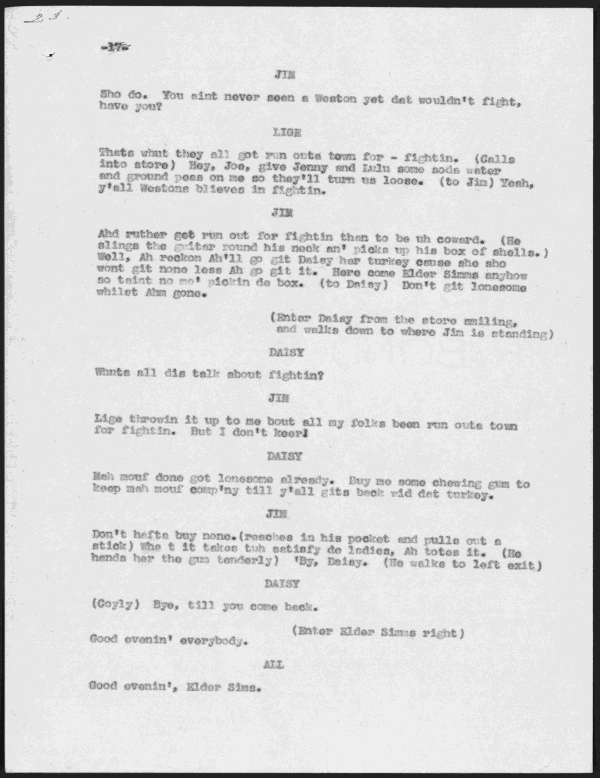 23.
-17-
JIM
Sho do. You aint never seen a Weston yet dat wouldn't fight,
have you?
LIGE
Thats whut they all got run outa town for - fightin. (Calls
into store) Hey, Joe, give Jenny and Lulu some soda water
and ground peas on me so they'll turn us loose. (to Jim) Yeah,
y'all Westons blieves in fightin.
JIM
Ahd ruther get run out for fightin than to be uh coward. (He
slings the guitar round his neck an' picks up his box of shells.)
Well, Ah reckon Ah'll go git Daisy her turkey cause she sho
wont git none less Ah go git it. Here come Elder Simms anyhow
so taint no mo' pickin de box. (to Daisy) Don't git lonesome
whilst Ahm gone.
(Enter Daisy from the store smiling,
and walks down to where Jim is standing)
DAISY
Whuts all dis talk about fightin?
JIM
Lige throwin it up to me bout all my folks been run outa town
for fightin. But I don't keer!
DAISY
Mah mouf done got lonesome already. Buy me some chewing gum to
keep mah mouf comp'ny till y'all gits back wid dat turkey.
JIM
Don't hafta buy none.(reaches in his pocket and pulls out a
stick) Wha t it takes tuh satisfy de ladies, Ah totes it. (He
hands her the gum tenderly) 'By, Daisy. (He walks to left exit)
DAISY
(Coyly) Bye, till you come back.
(Enter Elder Simms right)
Good evenin' everybody.
ALL
Good evenin', Elder Sims.